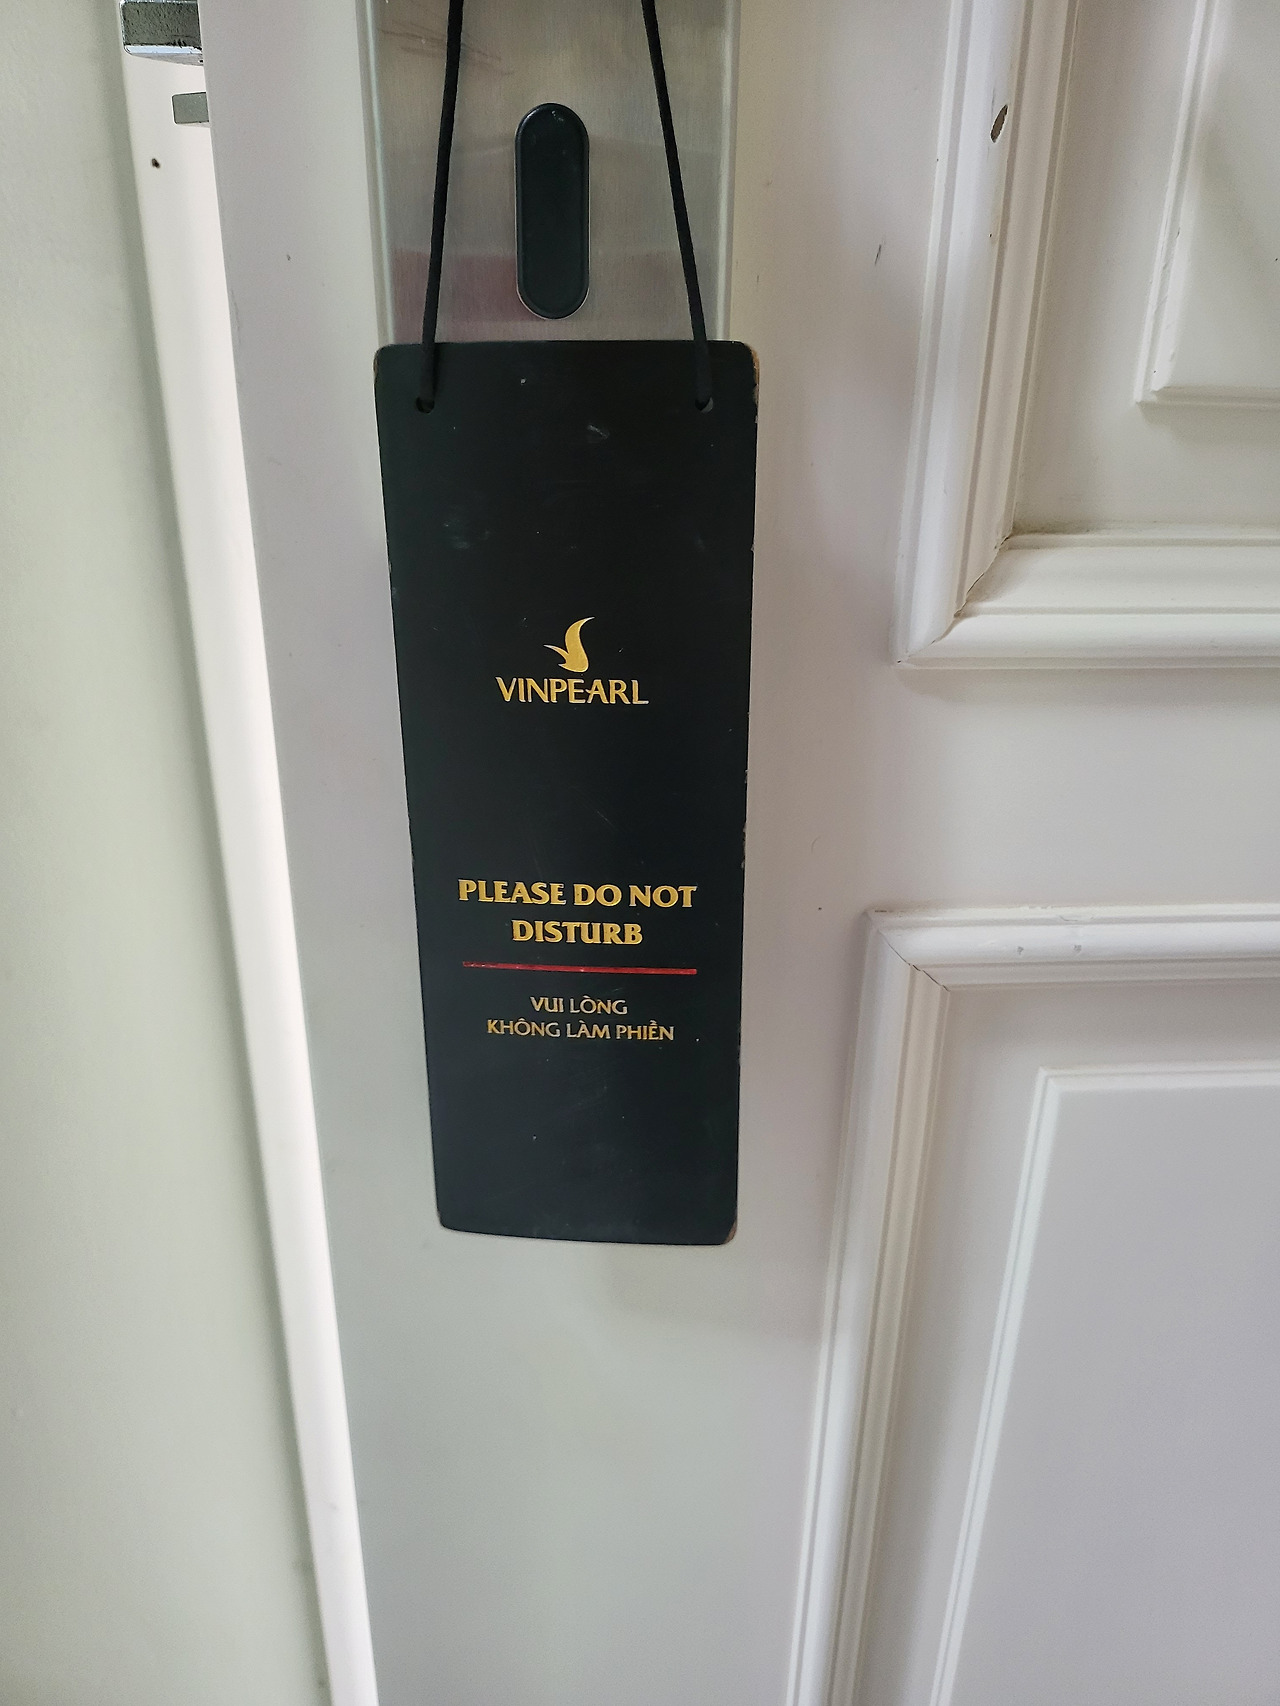 VINPEARL
PLEASE DO NOT
DISTURB
VUI LÒNG
KHÔNG LÀM PHIỀN